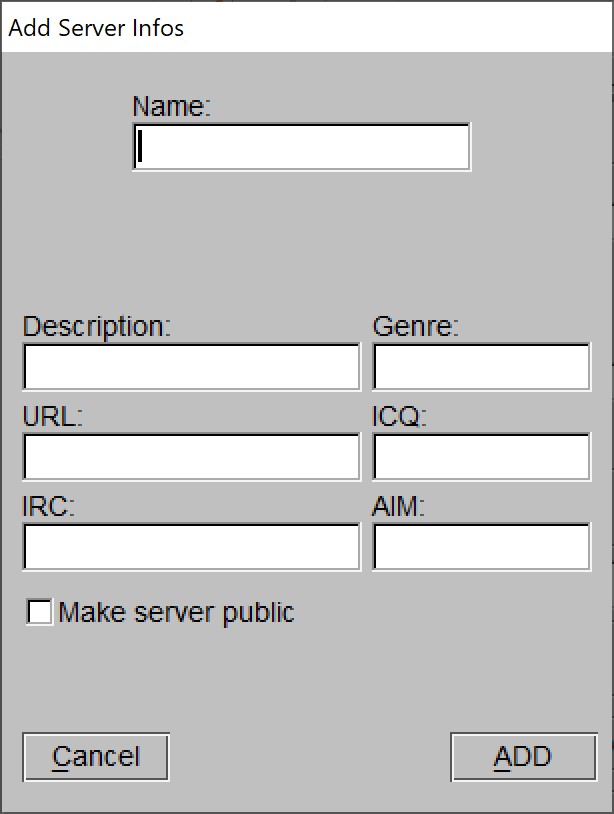 Add Server Infos
Name:
Description:
Genre:
URL:
ICQ:
IRC:
AIM:
Make server public
Cancel
ADD